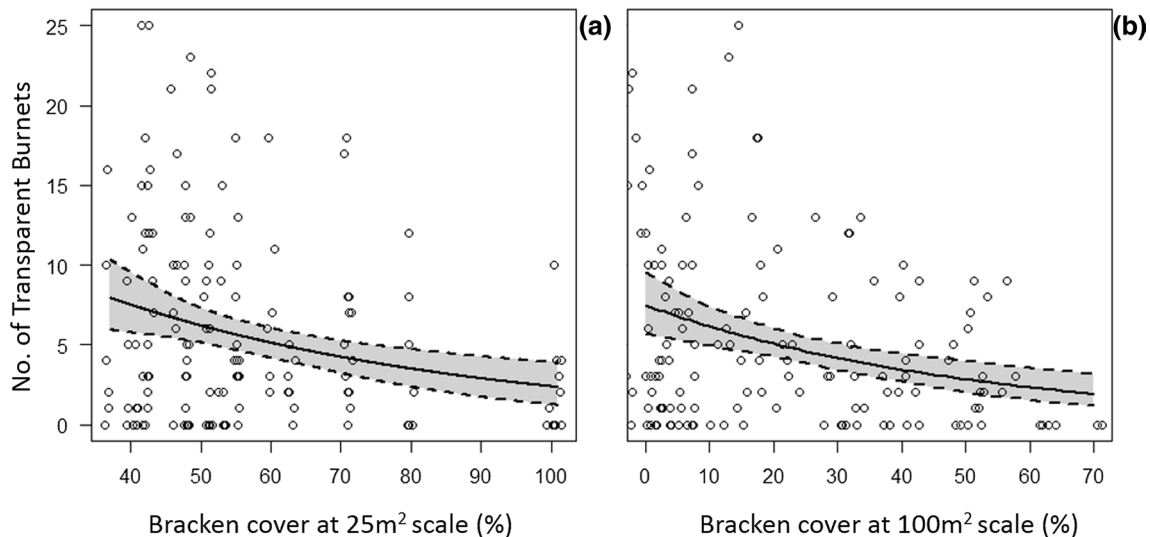 No. of Transparent Burnets
25
20
15
10
5
0
(a)
(b)
40 50 60 70 80 90 100
0 10 20 30 40 50 60 70
Bracken cover at 25m² scale (%)
Bracken cover at 100m² scale (%)